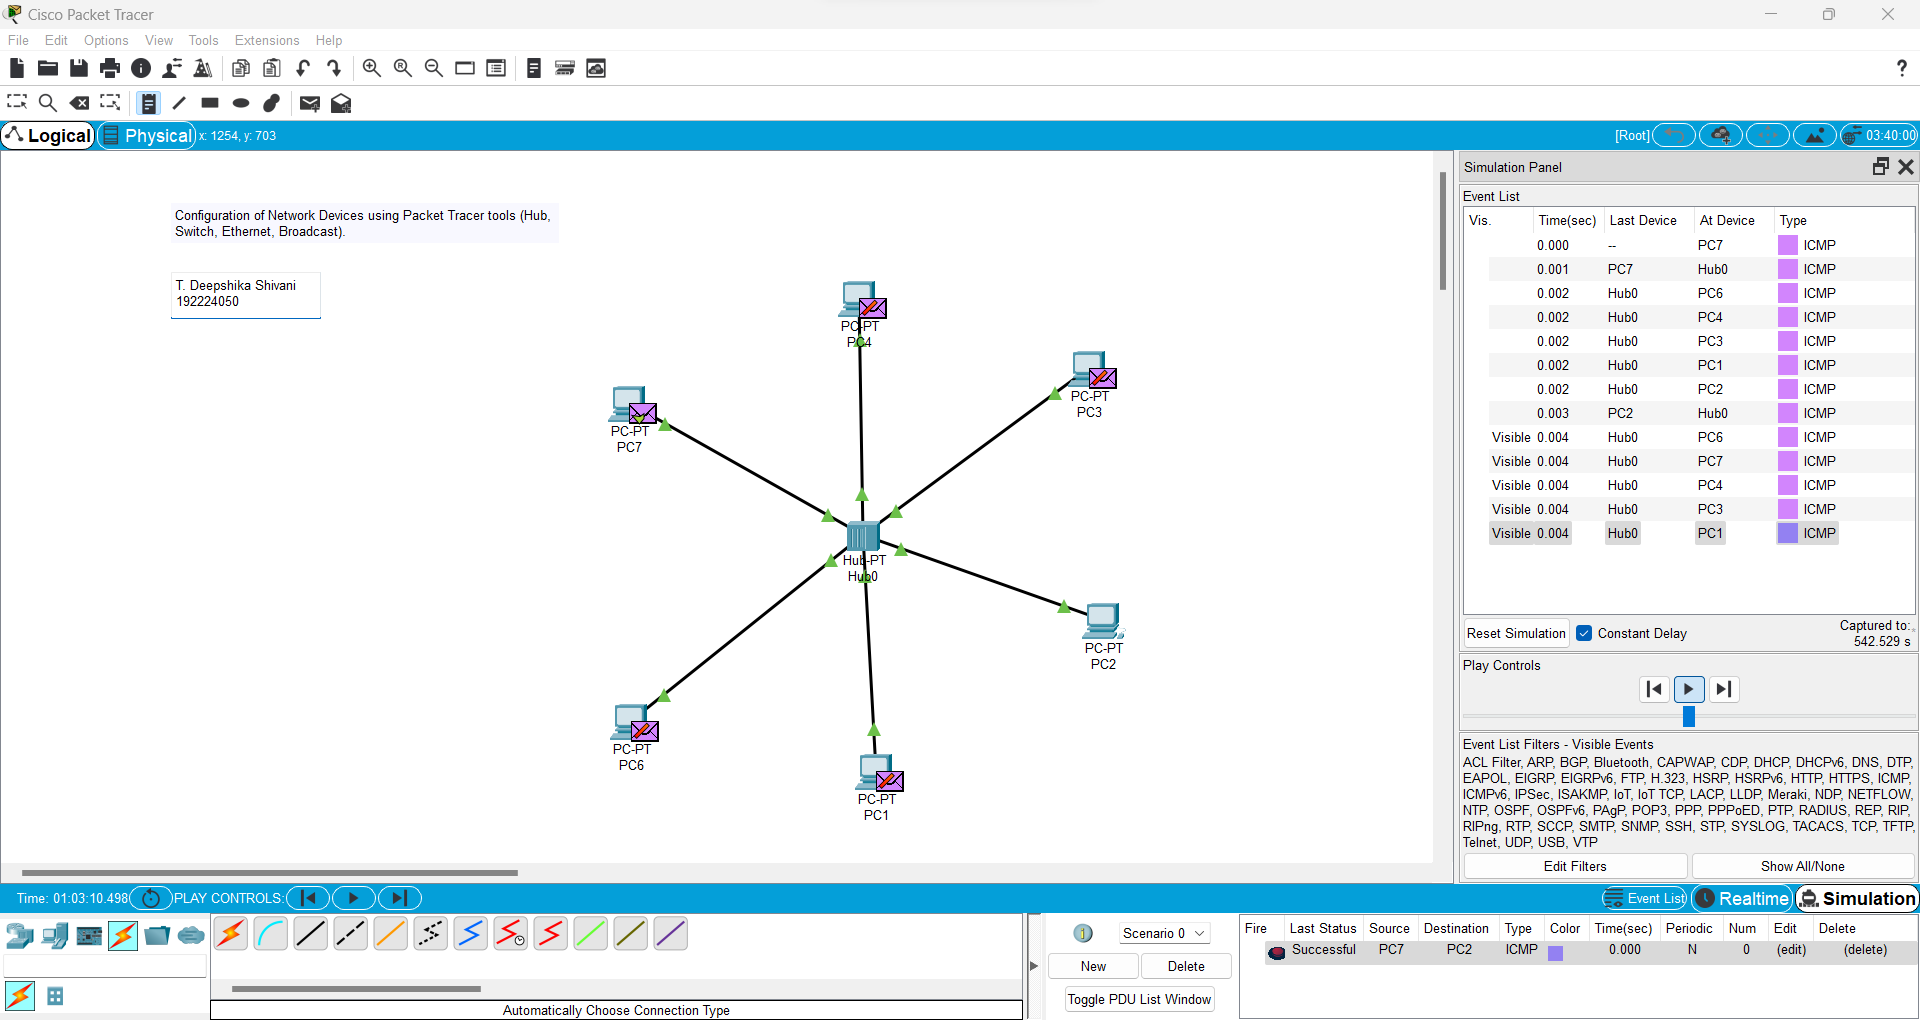 Cisco Packet Tracer
File Edit Options View Tools Extensions Help
Logical Physical x: 1254, y: 703 [Root] 03:40:00
Configuration of Network Devices using Packet Tracer tools (Hub,
Switch, Ethernet, Broadcast).
T. Deepshika Shivani
192224050
PC-PT
PC4
PC-PT
PC3
PC-PT
PC7
Hub-PT
Hub0
PC-PT
PC2
PC-PT
PC6
PC-PT
PC1
Simulation Panel
Event List
Vis. Time(sec) Last Device At Device Type
0.000 -- PC7 ICMP
0.001 PC7 Hub0 ICMP
0.002 Hub0 PC6 ICMP
0.002 Hub0 PC4 ICMP
0.002 Hub0 PC3 ICMP
0.002 Hub0 PC1 ICMP
0.002 Hub0 PC2 ICMP
0.003 PC2 Hub0 ICMP
Visible 0.004 Hub0 PC6 ICMP
Visible 0.004 Hub0 PC7 ICMP
Visible 0.004 Hub0 PC4 ICMP
Visible 0.004 Hub0 PC3 ICMP
Visible 0.004 Hub0 PC1 ICMP
Reset Simulation Constant Delay Captured to:
542.529 s
Play Controls
Event List Filters - Visible Events
ACL Filter, ARP, BGP, Bluetooth, CAPWAP, CDP, DHCP, DHCPv6, DNS, DTP,
EAPOL, EIGRP, EIGRPv6, FTP, H.323, HSRP, HSRPv6, HTTP, HTTPS, ICMP,
ICMPv6, IPSec, ISAKMP, IoT, IoT TCP, LACP, LLDP, Meraki, NDP, NETFLOW,
NTP, OSPF, OSPFv6, PAgP, POP3, PPP, PPPoED, PTP, RADIUS, REP, RIP,
RIPng, RTP, SCCP, SMTP, SNMP, SSH, STP, SYSLOG, TACACS, TCP, TFTP,
Telnet, UDP, USB, VTP
Edit Filters Show All/None
Time: 01:03:10.498 PLAY CONTROLS: Event List Realtime Simulation
Automatically Choose Connection Type
Scenario 0
New Delete
Toggle PDU List Window
Fire Last Status Source Destination Type Color Time(sec) Periodic Num Edit Delete
Successful PC7 PC2 ICMP 0.000 N 0 (edit) (delete)